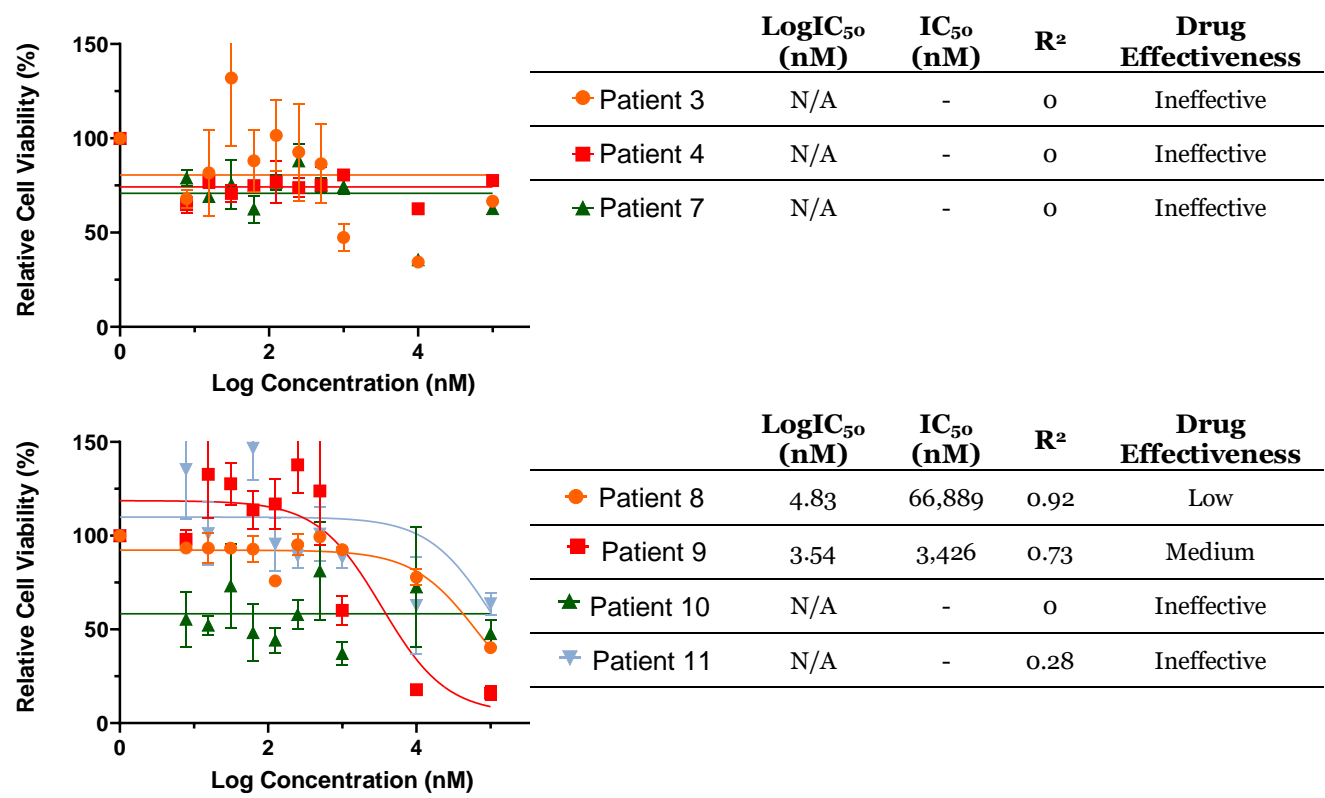 Relative Cell Viability (%)
150
100
50
0
0 2 4
Log Concentration (nM)
LogIC₅₀ (nM) IC₅₀ (nM) R² Drug Effectiveness
Patient 3 N/A - 0 Ineffective
Patient 4 N/A - 0 Ineffective
Patient 7 N/A - 0 Ineffective
Relative Cell Viability (%)
150
100
50
0
0 2 4
Log Concentration (nM)
LogIC₅₀ (nM) IC₅₀ (nM) R² Drug Effectiveness
Patient 8 4.83 66,889 0.92 Low
Patient 9 3.54 3,426 0.73 Medium
Patient 10 N/A - 0 Ineffective
Patient 11 N/A - 0.28 Ineffective